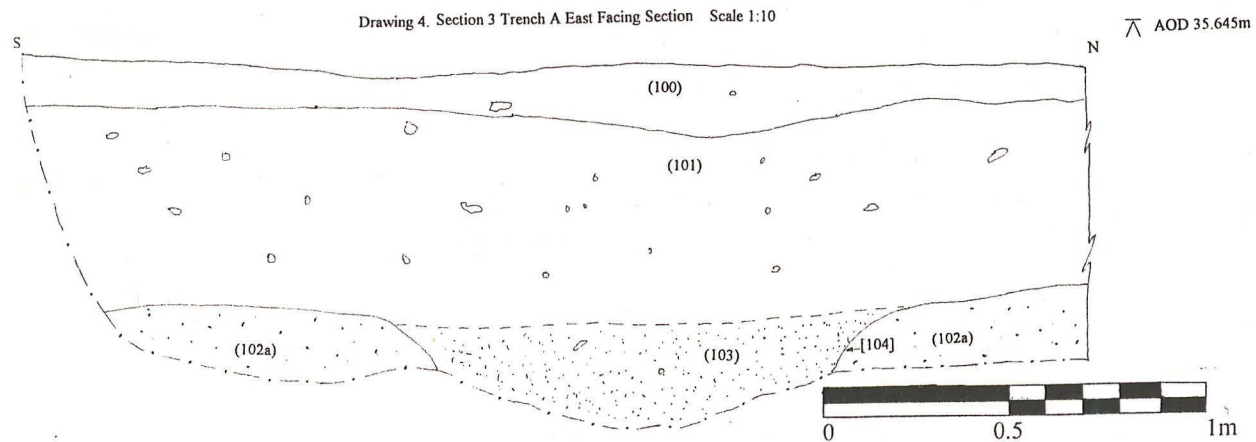 Drawing 4. Section 3 Trench A East Facing Section Scale 1:10
AOD 35.645m
S
N
(100)
(101)
(102a)
(103)
[104]
(102a)
0 0.5 1m